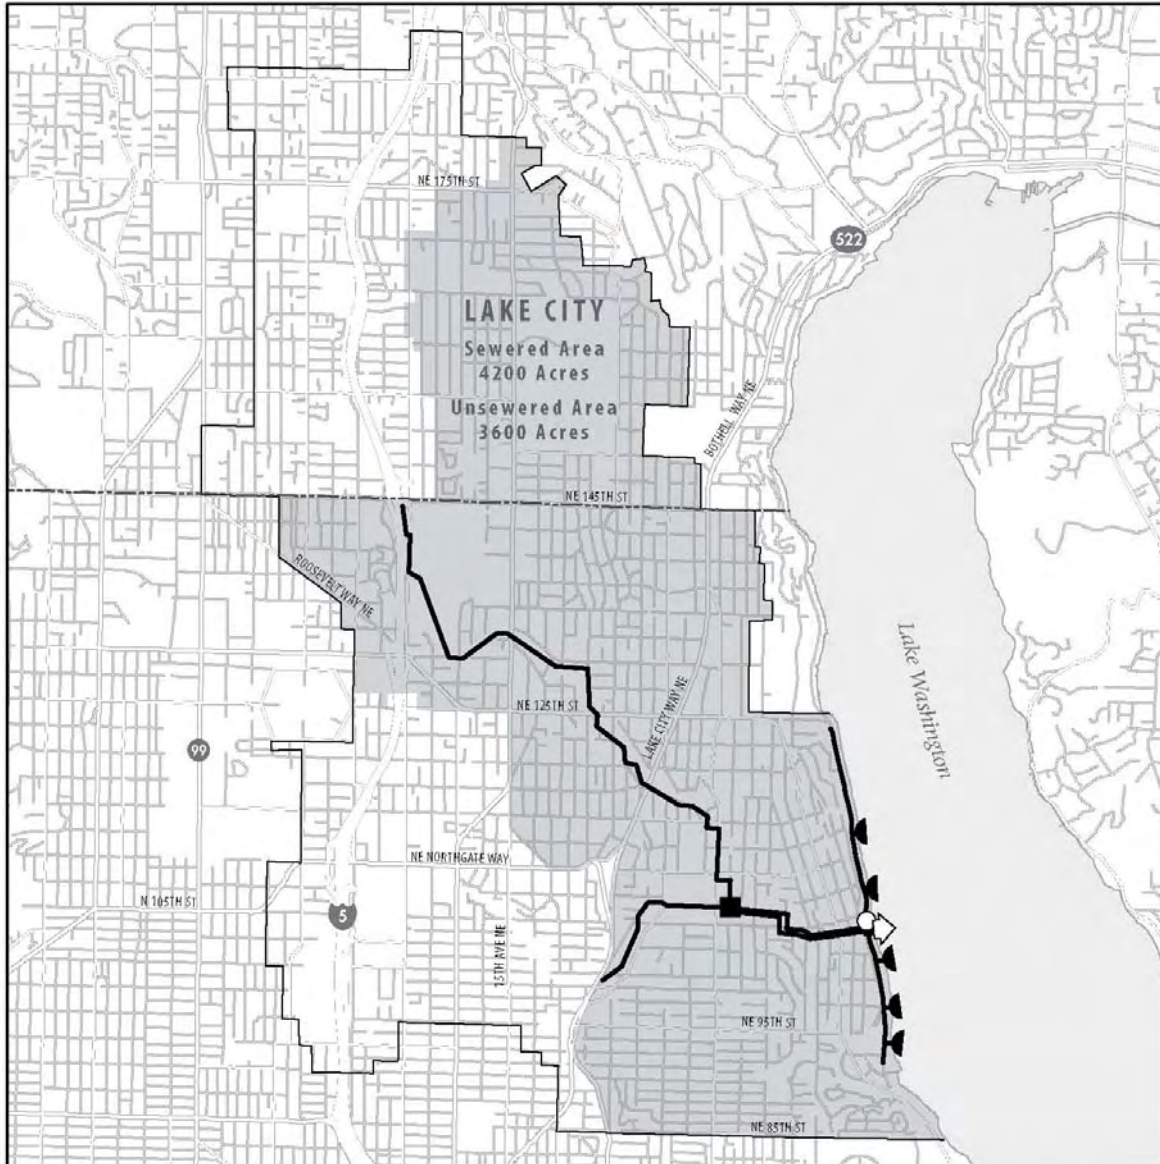 NE 175TH ST
522
LAKE CITY
Sewered Area
4200 Acres
Unsewered Area
3600 Acres
BOTHELL WAY NE
NE 145TH ST
ROOSEVELT WAY NE
Lake Washington
NE 125TH ST
LAKE CITY WAY NE
99
NE NORTHGATE WAY
N 105TH ST
5
15TH AVE NE
NE 95TH ST
NE 85TH ST